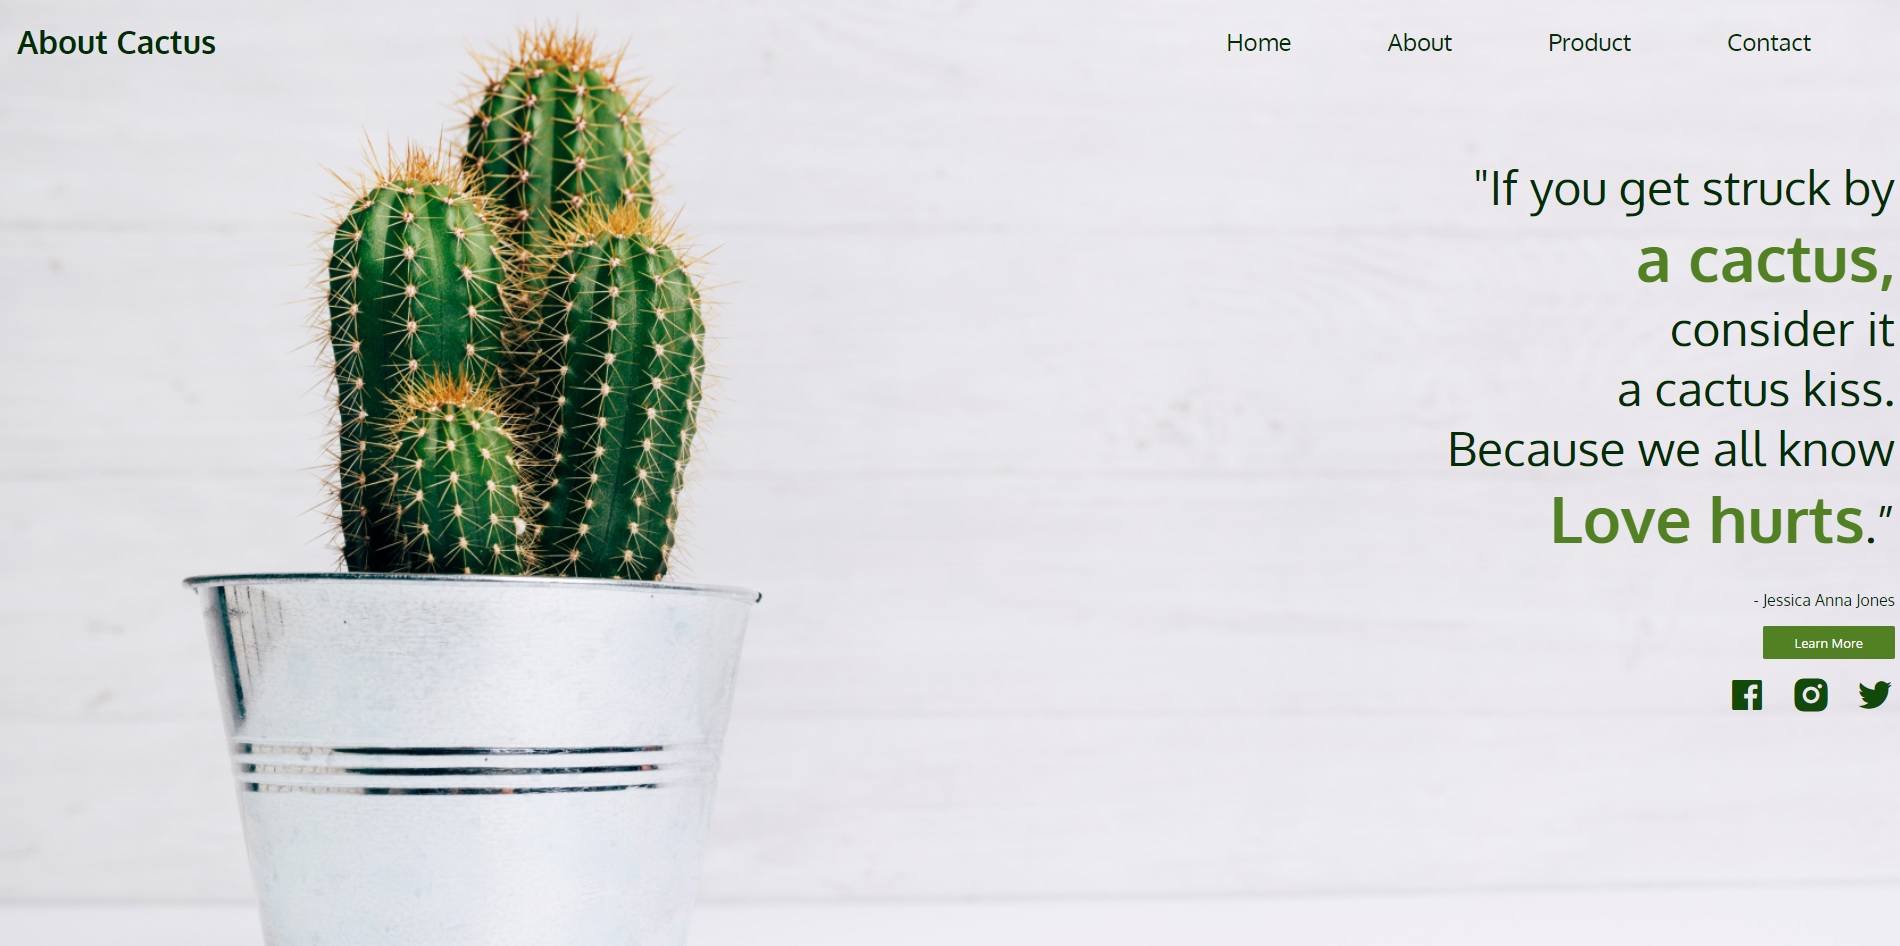 About Cactus
Home About Product Contact
"If you get struck by
a cactus,
consider it
a cactus kiss.
Because we all know
Love hurts.”
- Jessica Anna Jones
Learn More